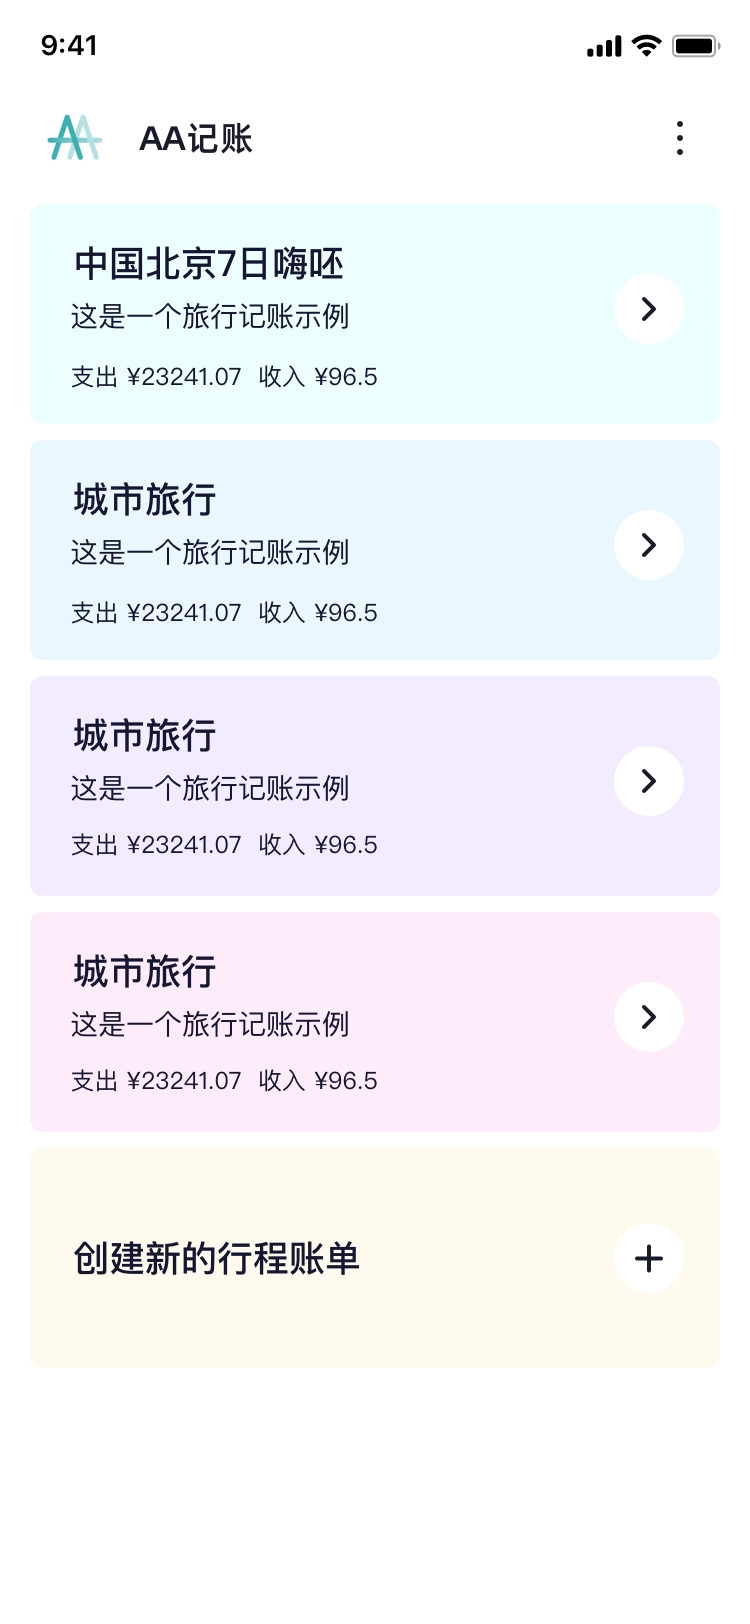 9:41
AA记账
中国北京7日嗨呸
这是一个旅行记账示例
支出 ¥23241.07 收入 ¥96.5
城市旅行
这是一个旅行记账示例
支出 ¥23241.07 收入 ¥96.5
城市旅行
这是一个旅行记账示例
支出 ¥23241.07 收入 ¥96.5
城市旅行
这是一个旅行记账示例
支出 ¥23241.07 收入 ¥96.5
创建新的行程账单